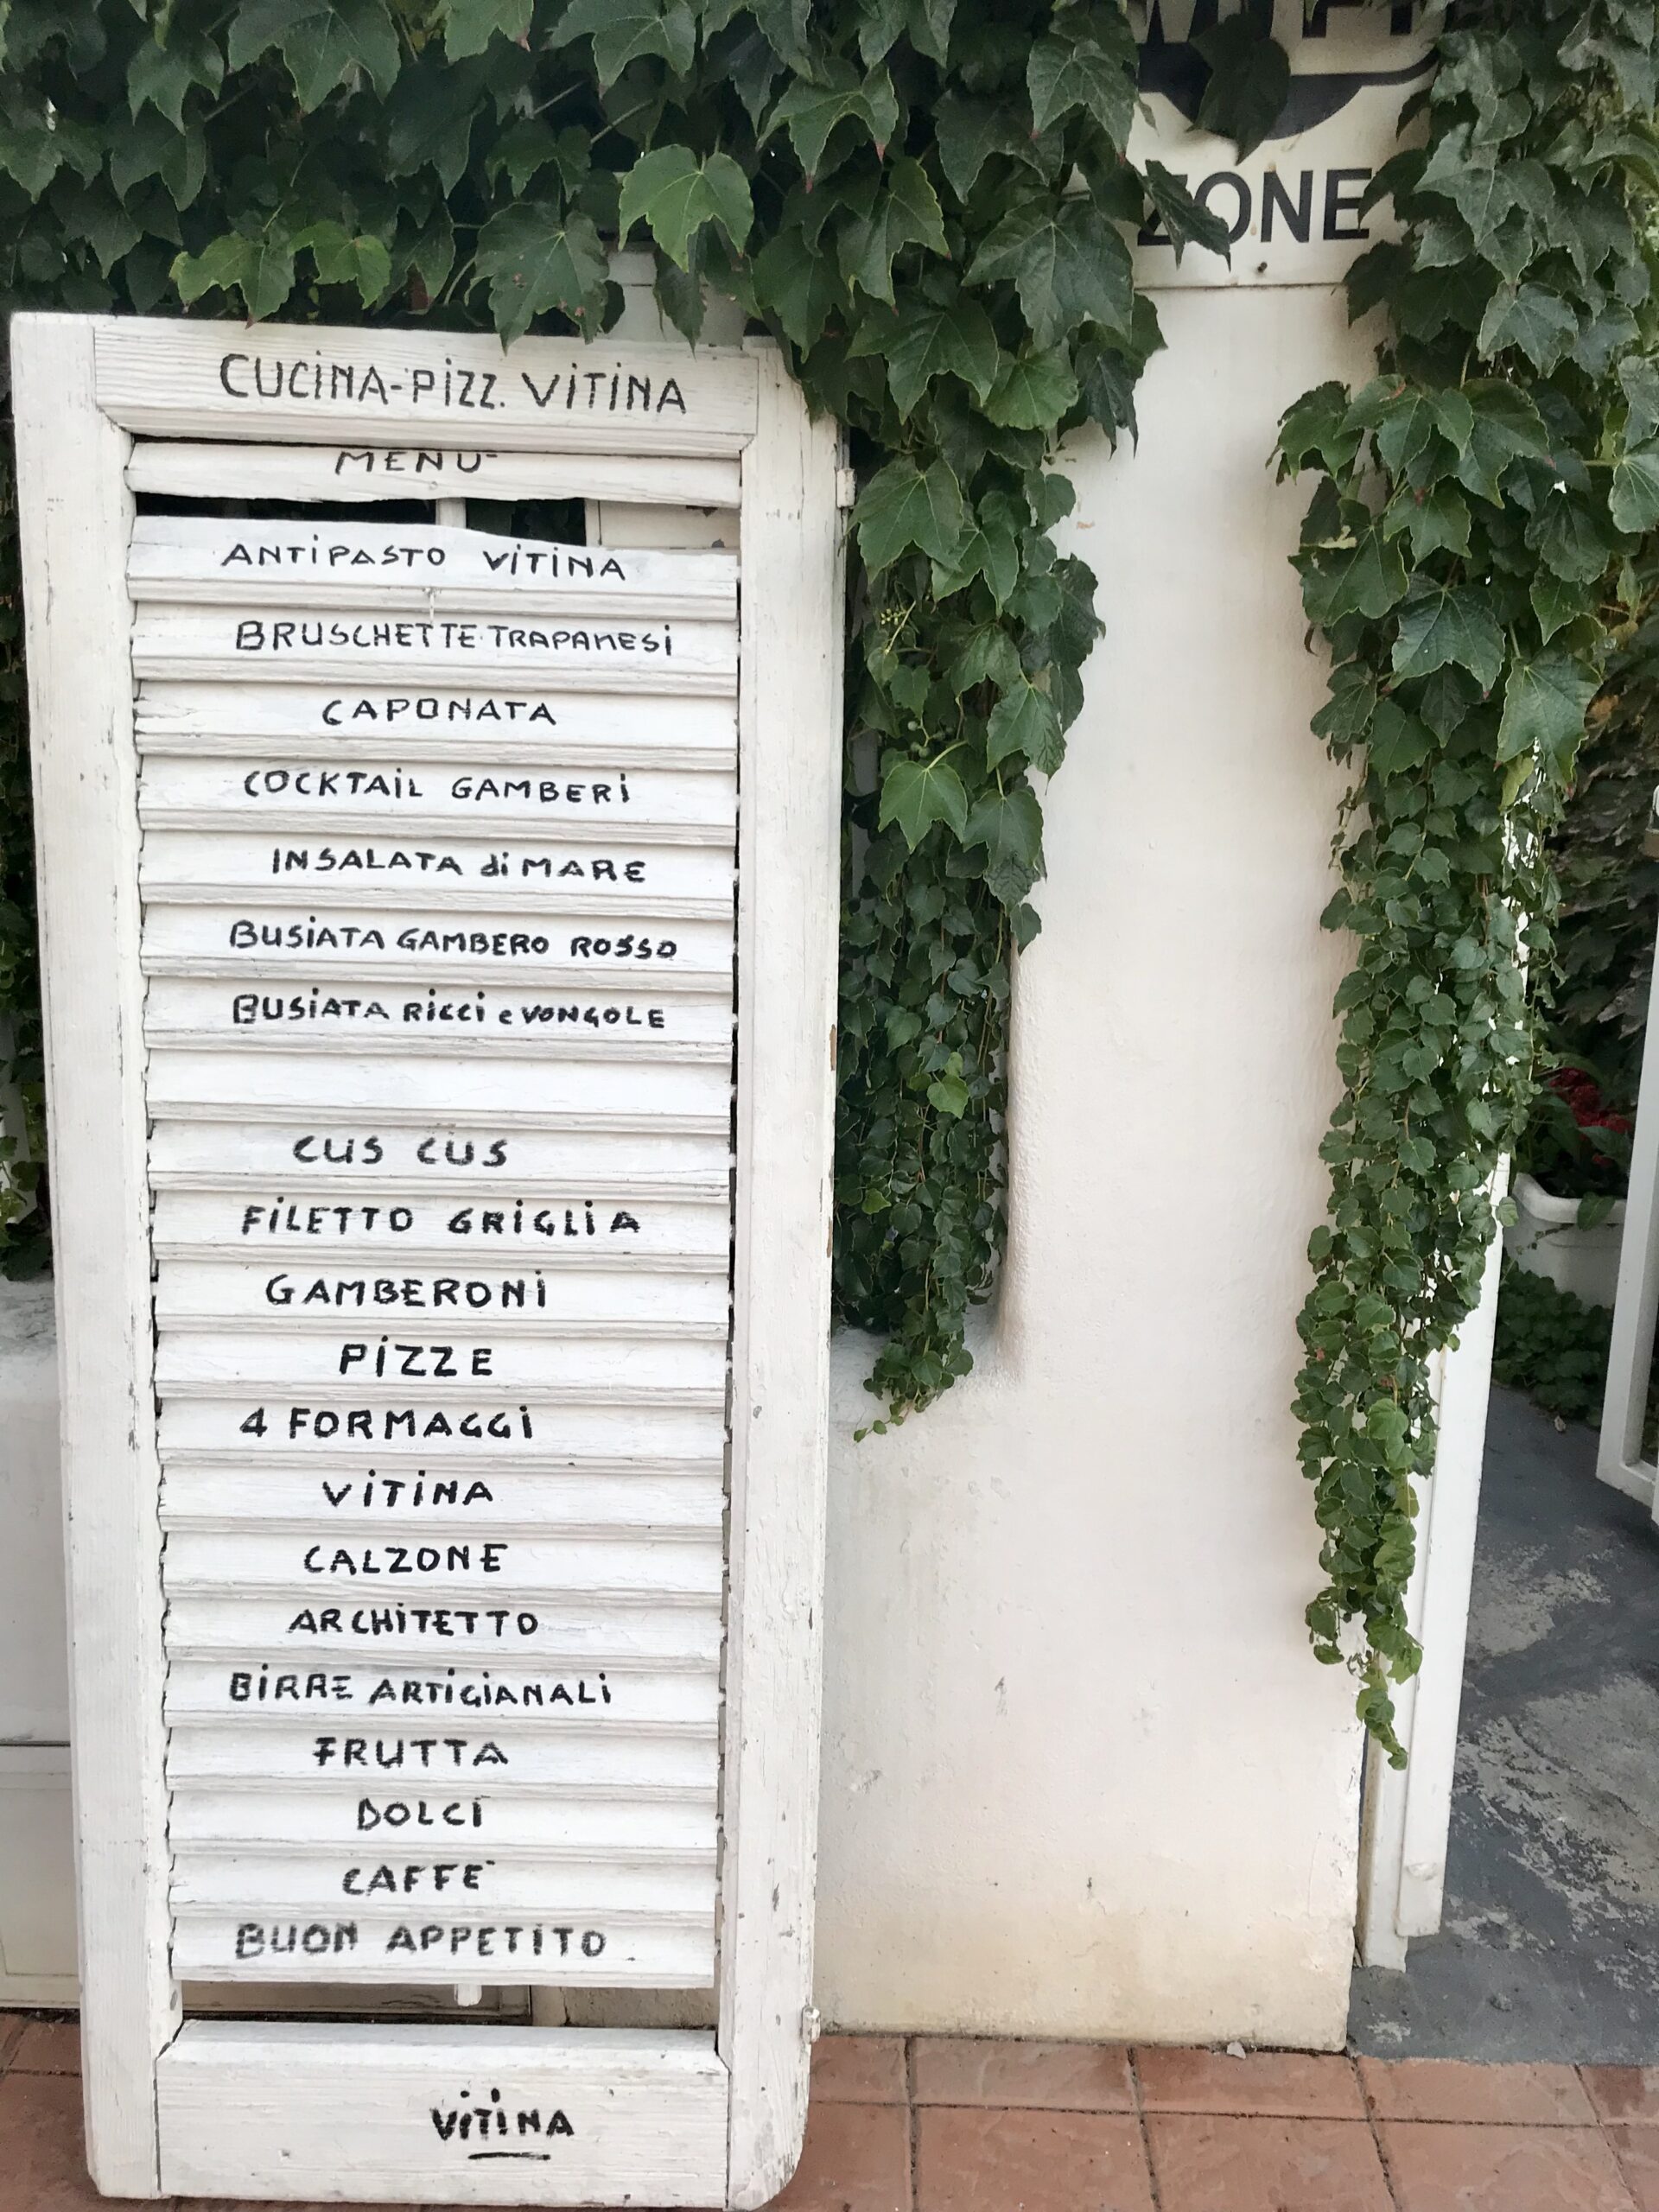 WI FI
ZONE
CUCINA-PIZZ. VITINA
MENU-
ANTIPASTO VITINA
BRUSCHETTE TRAPANESI
CAPONATA
COCKTAIL GAMBERI
INSALATA di MARE
BUSIATA GAMBERO ROSSO
BUSIATA RICCI e VONGOLE
CUS CUS
FILETTO GRIGLIA
GAMBERONI
PIZZE
4 FORMAGGI
VITINA
CALZONE
ARCHITETTO
BIRRE ARTIGIANALI
FRUTTA
DOLCI
CAFFE'
BUON APPETITO
VITINA